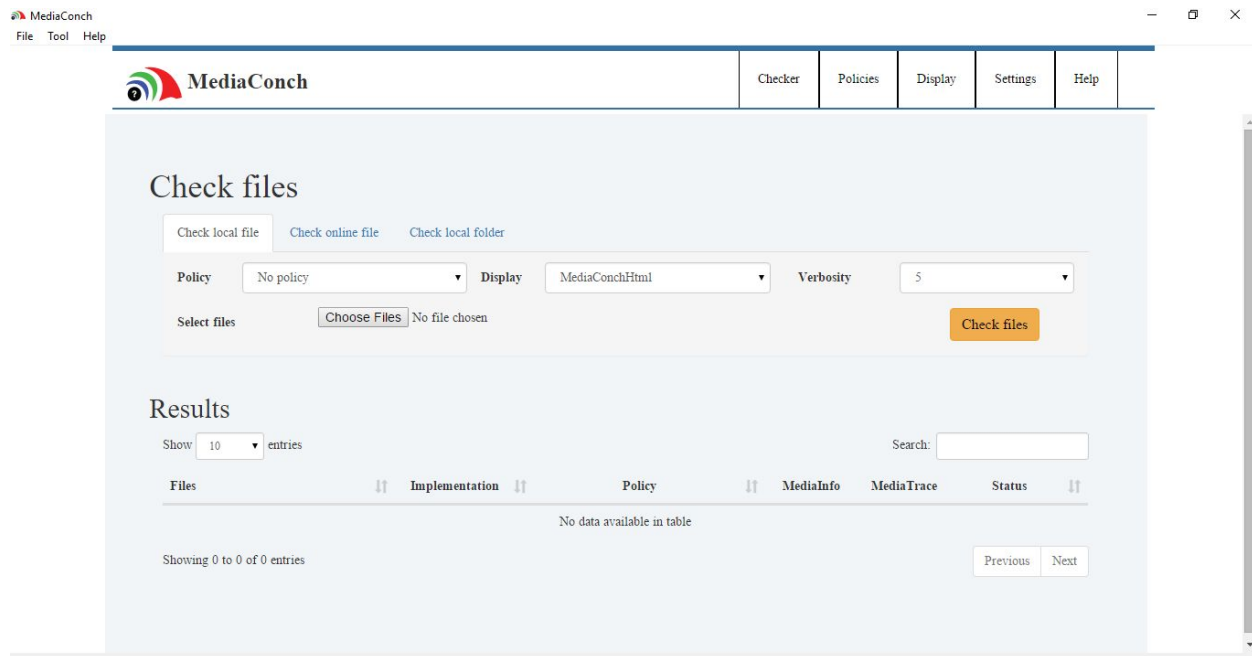 MediaConch
File Tool Help
MediaConch Checker Policies Display Settings Help
Check files
Check local file Check online file Check local folder
Policy No policy Display MediaConchHtml Verbosity 5
Select files Choose Files No file chosen Check files
Results
Show 10 entries Search:
Files Implementation Policy MediaInfo MediaTrace Status
No data available in table
Showing 0 to 0 of 0 entries Previous Next